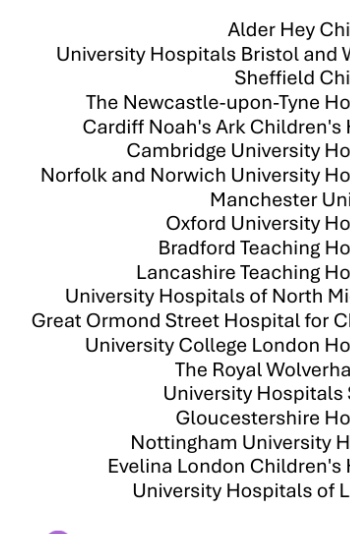 Alder Hey Chi
University Hospitals Bristol and W
Sheffield Chi
The Newcastle-upon-Tyne Ho
Cardiff Noah's Ark Children's H
Cambridge University Ho
Norfolk and Norwich University Ho
Manchester Uni
Oxford University Ho
Bradford Teaching Ho
Lancashire Teaching Ho
University Hospitals of North Mi
Great Ormond Street Hospital for C
University College London Ho
The Royal Wolverha
University Hospitals S
Gloucestershire Ho
Nottingham University H
Evelina London Children's H
University Hospitals of L